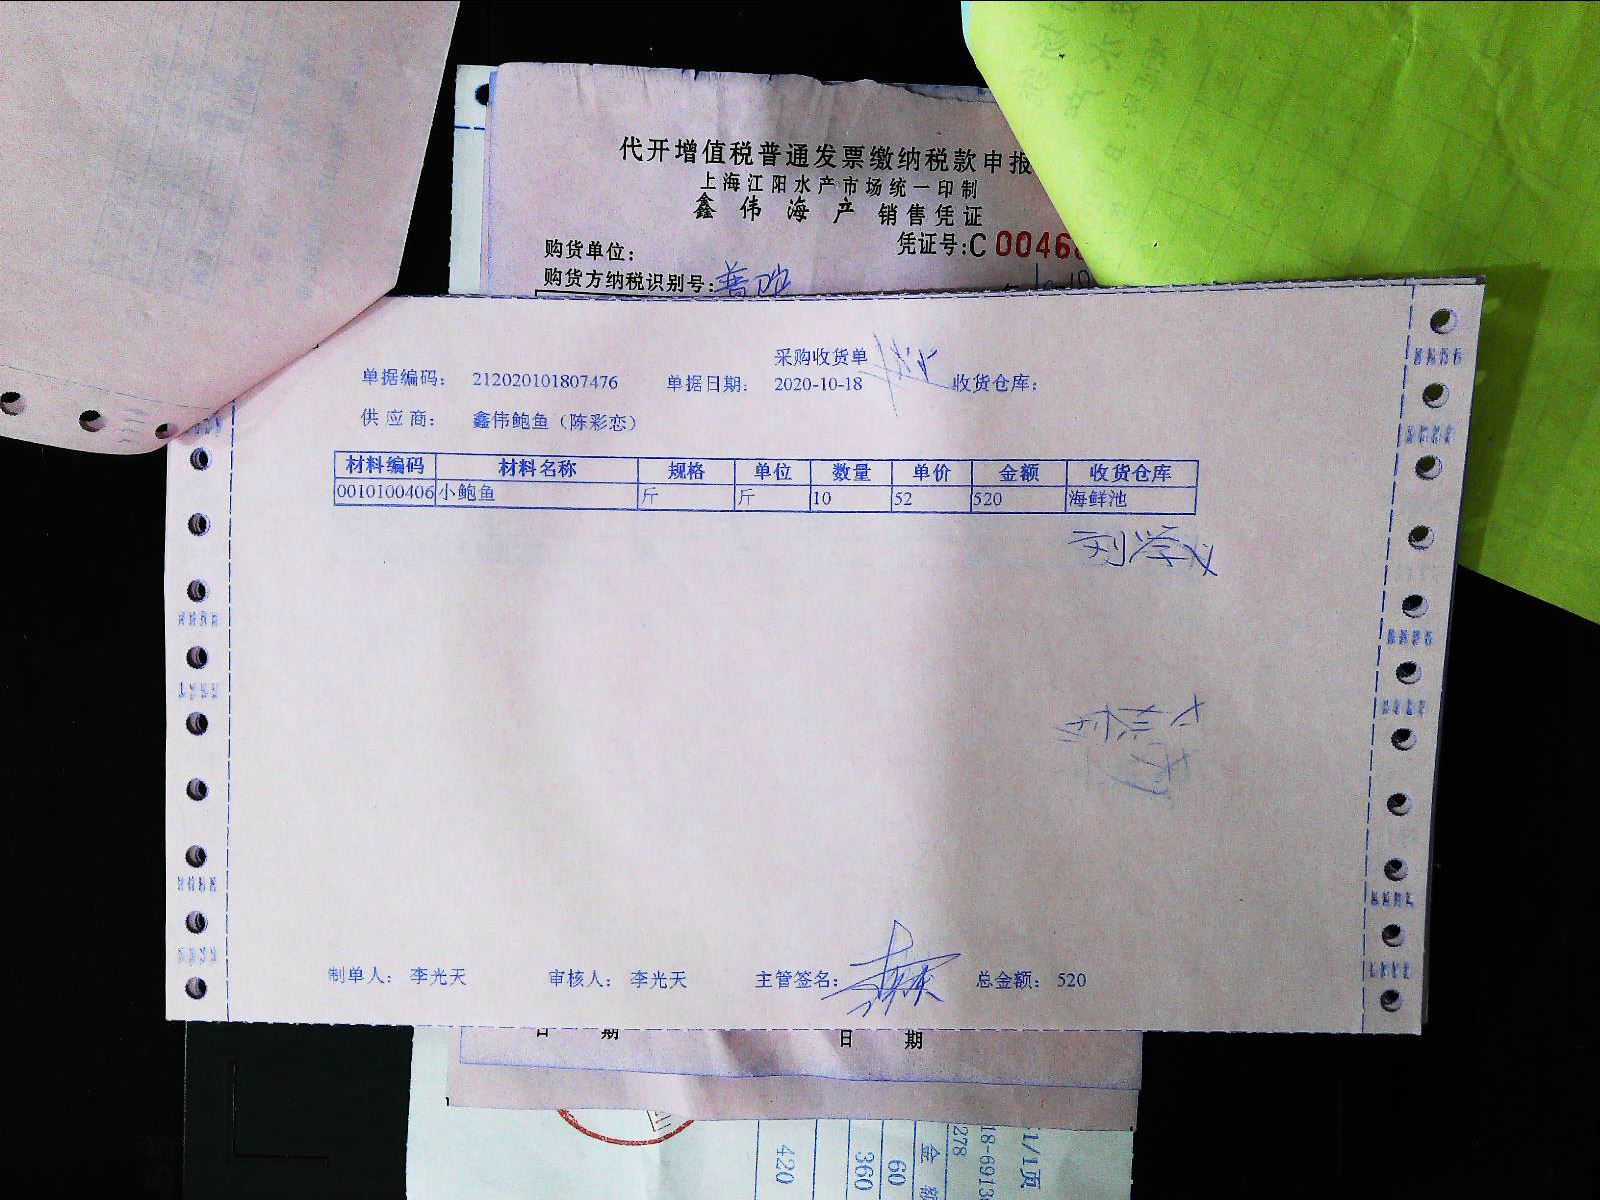 代开增值税普通发票缴纳税款申报
上海江阳水产市场统一印制
鑫伟海产 销售凭证
凭证号:C 0046
购货单位:
购货方纳税识别号:
采购收货单
单据编码: 212020101807476 单据日期: 2020-10-18 收货仓库:
供应商: 鑫伟鲍鱼（陈彩恋）
材料编码 材料名称 规格 单位 数量 单价 金额 收货仓库
0010100406 小鲍鱼 斤 斤 10 52 520 海鲜池
制单人: 李光天 审核人: 李光天 主管签名: 总金额: 520
日 期 日 期
1/1页
18-6913
278
金额
60
360
420